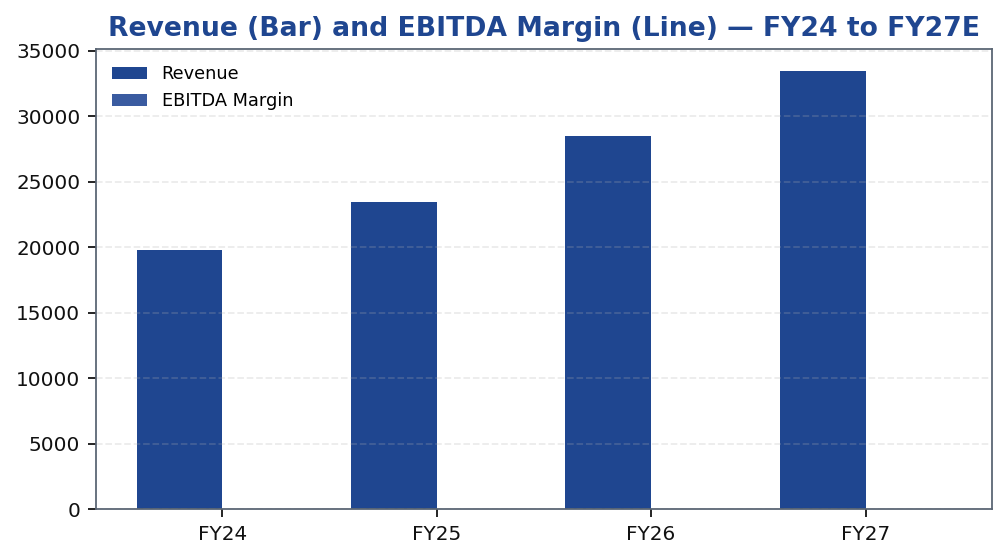 Revenue (Bar) and EBITDA Margin (Line) — FY24 to FY27E
Revenue
EBITDA Margin
35000
30000
25000
20000
15000
10000
5000
0
FY24 FY25 FY26 FY27